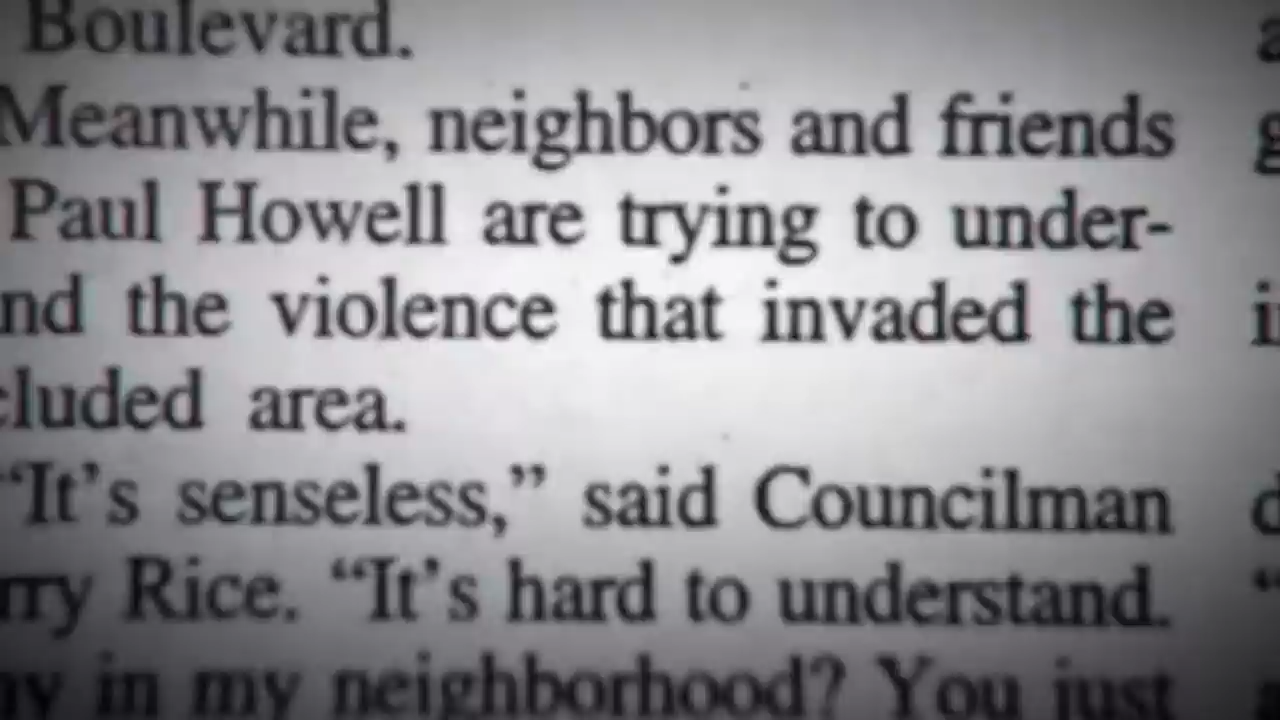 Boulevard.
Meanwhile, neighbors and friends
Paul Howell are trying to under-
nd the violence that invaded the
cluded area.
“It’s senseless,” said Councilman
rry Rice. “It’s hard to understand.
in my neighborhood? You just